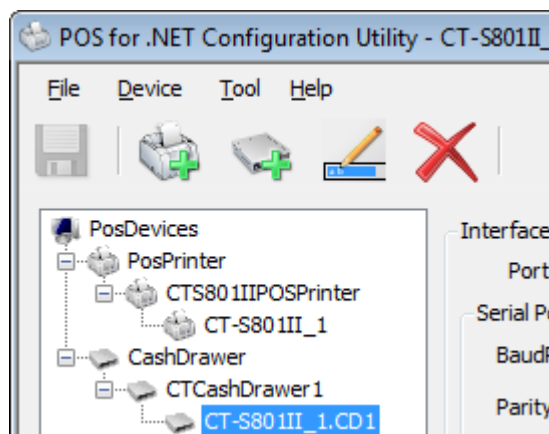 POS for .NET Configuration Utility - CT-S801II_
File Device Tool Help
PosDevices
PosPrinter
CTS801IIPOSPrinter
CT-S801II_1
CashDrawer
CTCashDrawer1
CT-S801II_1.CD1
Interface
Port
Serial Po
BaudR
Parity